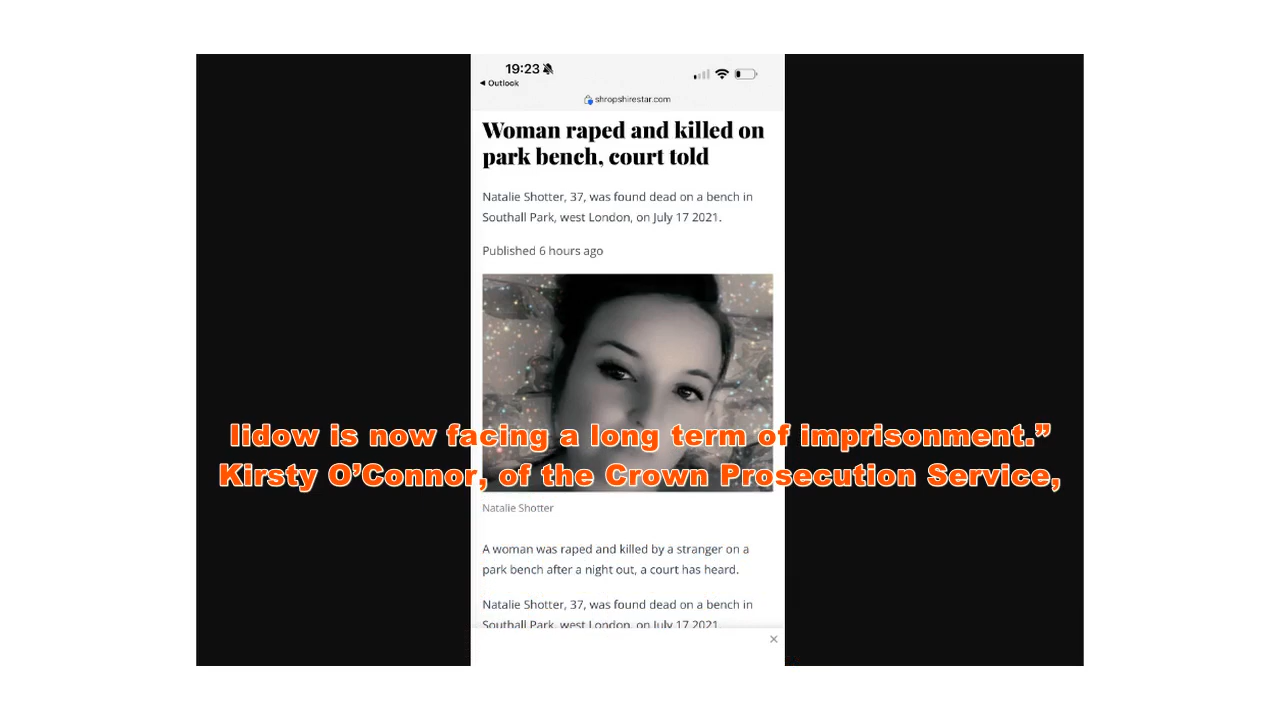 19:23
Outlook
shropshirestar.com
Woman raped and killed on
park bench, court told
Natalie Shotter, 37, was found dead on a bench in
Southall Park, west London, on July 17 2021.
Published 6 hours ago
Iidow is now facing a long term of imprisonment.”
Kirsty O’Connor, of the Crown Prosecution Service,
Natalie Shotter
A woman was raped and killed by a stranger on a
park bench after a night out, a court has heard.
Natalie Shotter, 37, was found dead on a bench in
Southall Park, west London, on July 17 2021.